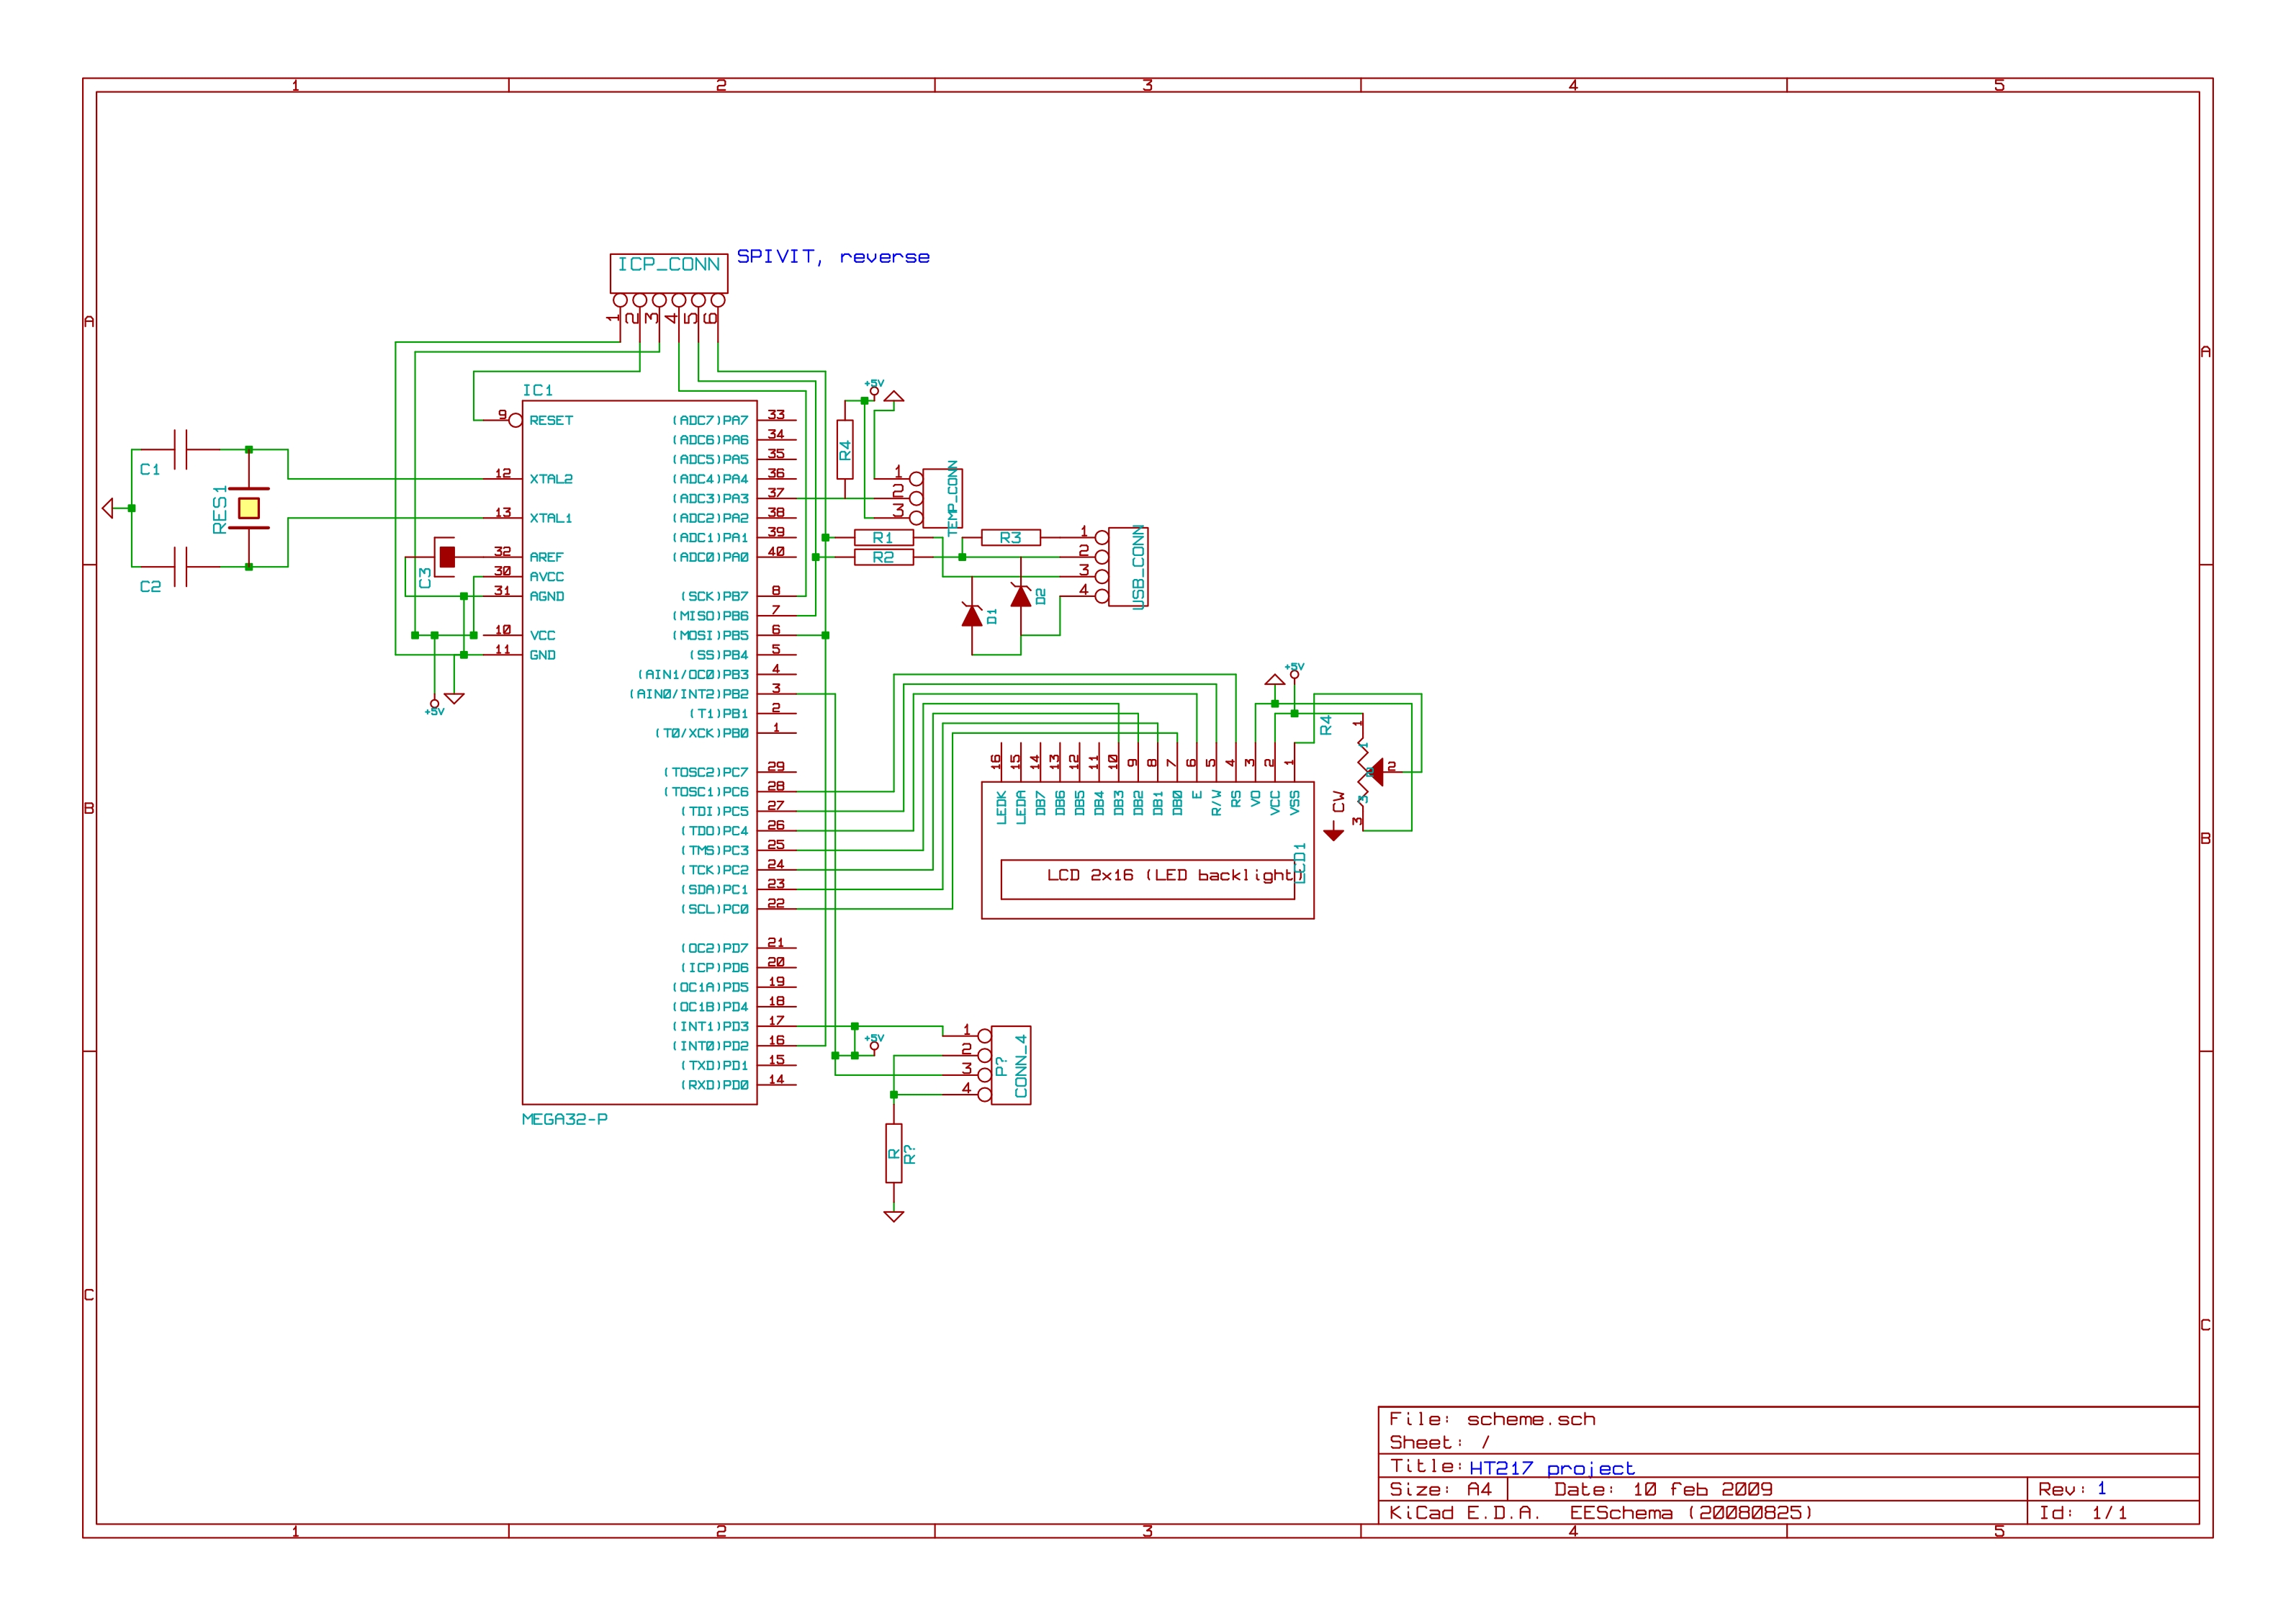 1 2 3 4 5
A
B
C
SPIVIT, reverse
ICP_CONN
1 2 3 4 5 6
IC1
9 RESET
12 XTAL2
13 XTAL1
32 AREF
30 AVCC
31 AGND
10 VCC
11 GND
(ADC7)PA7 33
(ADC6)PA6 34
(ADC5)PA5 35
(ADC4)PA4 36
(ADC3)PA3 37
(ADC2)PA2 38
(ADC1)PA1 39
(ADC0)PA0 40
(SCK)PB7 8
(MISO)PB6 7
(MOSI)PB5 6
(SS)PB4 5
(AIN1/OC0)PB3 4
(AIN0/INT2)PB2 3
(T1)PB1 2
(T0/XCK)PB0 1
(TOSC2)PC7 29
(TOSC1)PC6 28
(TDI)PC5 27
(TDO)PC4 26
(TMS)PC3 25
(TCK)PC2 24
(SDA)PC1 23
(SCL)PC0 22
(OC2)PD7 21
(ICP)PD6 20
(OC1A)PD5 19
(OC1B)PD4 18
(INT1)PD3 17
(INT0)PD2 16
(TXD)PD1 15
(RXD)PD0 14
MEGA32-P
C1
C2
RES1
C3
+5V
+5V
R4
1
2
3
TEMP_CONN
R1
R2
R3
D1
D2
1
2
3
4
USB_CONN
+5V
R4
1
2
3
1
3
CW
16 15 14 13 12 11 10 9 8 7 6 5 4 3 2 1
LEDK LEDA DB7 DB6 DB5 DB4 DB3 DB2 DB1 DB0 E R/W RS VO VCC VSS
LCD 2x16 (LED backlight)
LCD1
+5V
1
2
3
4
P?
CONN_4
R
R?
File: scheme.sch
Sheet: /
Title: HT217 project
Size: A4 Date: 10 feb 2009 Rev: 1
KiCad E.D.A. EESchema (20080825) Id: 1/1
A
B
C
1 2 3 4 5